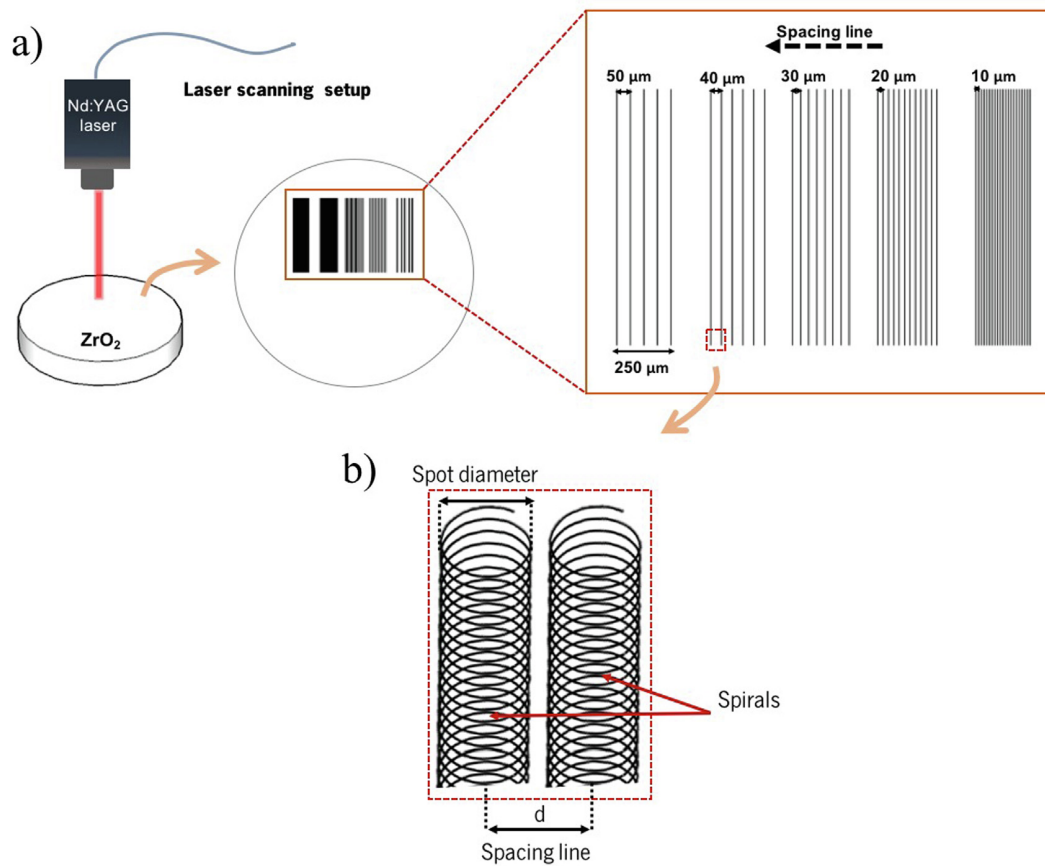 a)
Nd:YAG
laser
Laser scanning setup
ZrO₂
Spacing line
50 µm
40 µm
30 µm
20 µm
10 µm
250 µm
b)
Spot diameter
Spirals
d
Spacing line